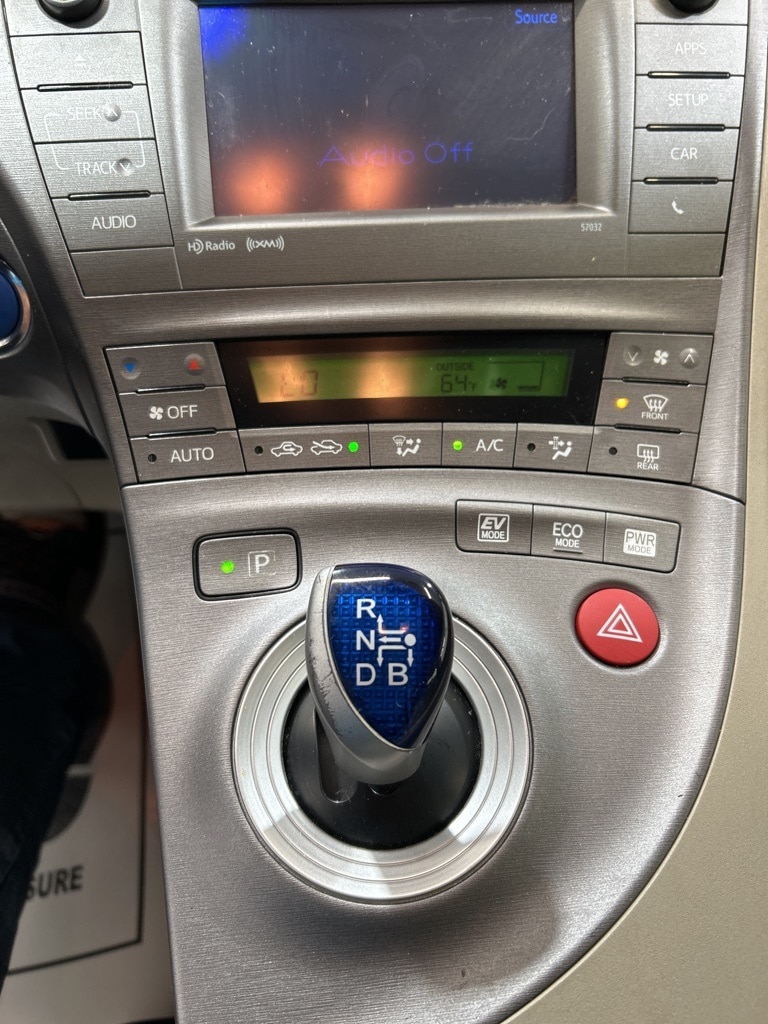 Source
APPS
SEEK
SETUP
Audio Off
TRACK
CAR
AUDIO
HD Radio ((XM))
57032
OUTSIDE
LO 64°F
OFF
FRONT
AUTO
A/C
REAR
EV
MODE
ECO
MODE
PWR
MODE
P
R
N
D B
SURE